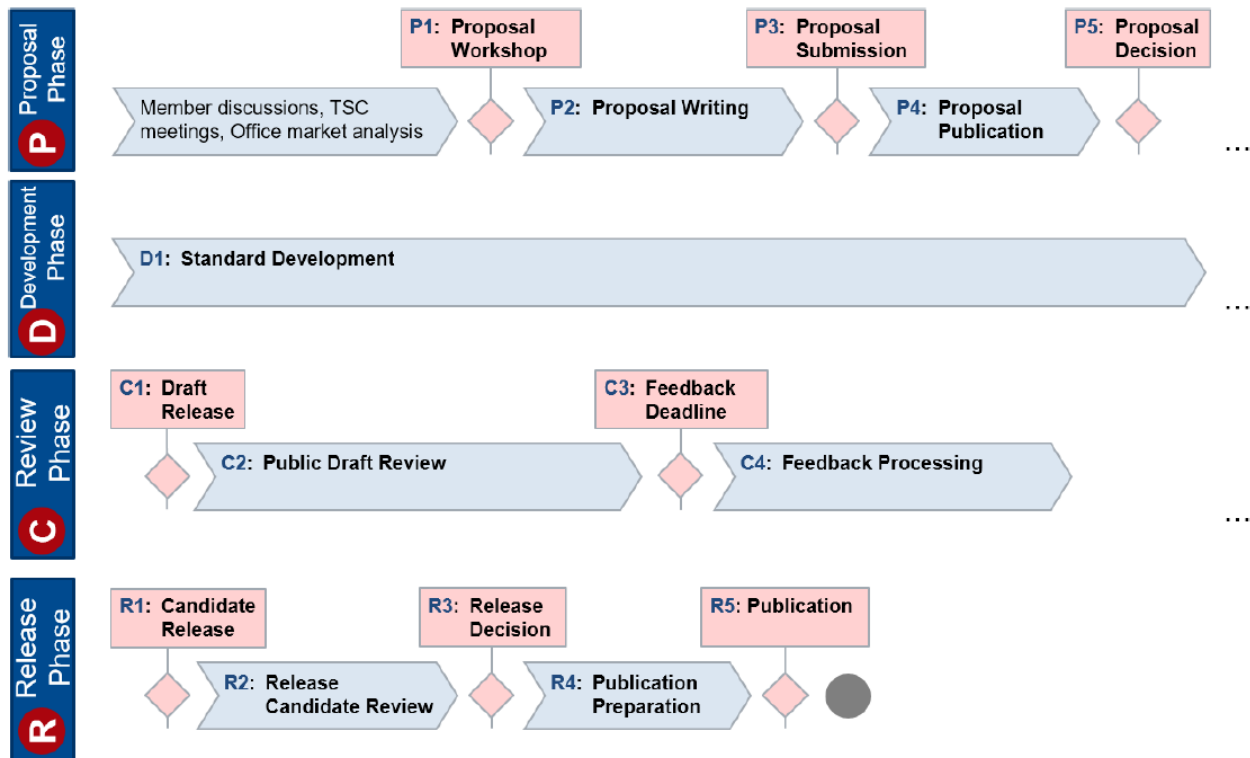 P Proposal
Phase
P1: Proposal
Workshop
P3: Proposal
Submission
P5: Proposal
Decision
Member discussions, TSC
meetings, Office market analysis
P2: Proposal Writing
P4: Proposal
Publication
...
D Development
Phase
D1: Standard Development
...
C Review
Phase
C1: Draft
Release
C3: Feedback
Deadline
C2: Public Draft Review
C4: Feedback Processing
...
R Release
Phase
R1: Candidate
Release
R3: Release
Decision
R5: Publication
R2: Release
Candidate Review
R4: Publication
Preparation